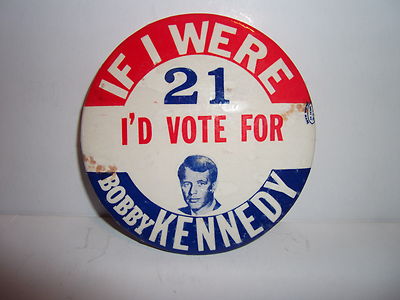 IF I WERE
21
I'D VOTE FOR
BOBBY KENNEDY